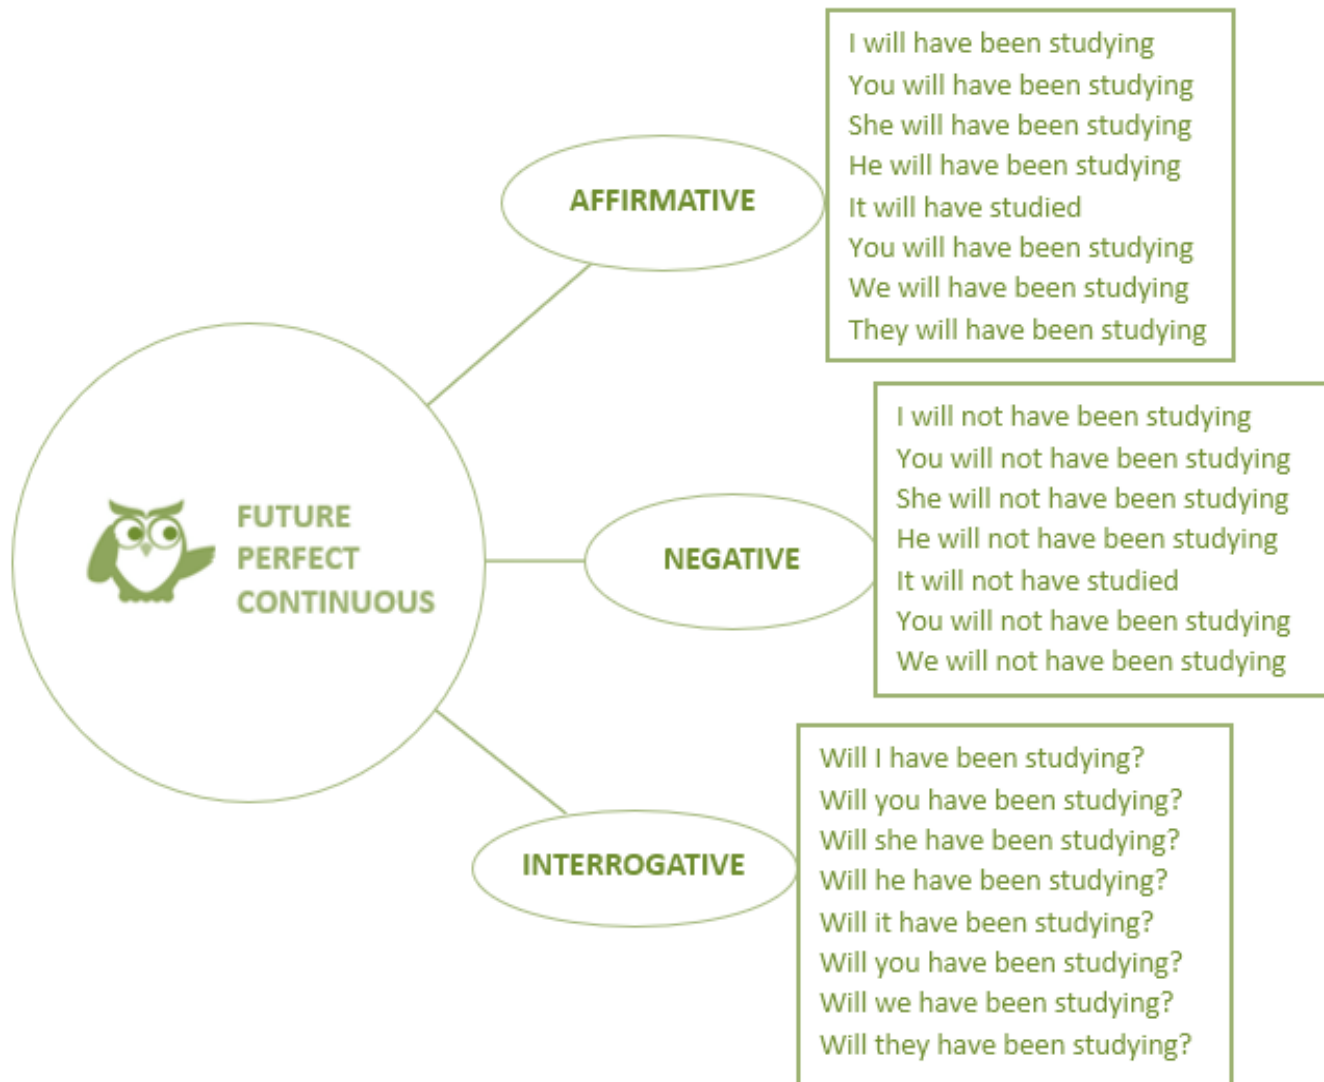 FUTURE
PERFECT
CONTINUOUS
AFFIRMATIVE
I will have been studying
You will have been studying
She will have been studying
He will have been studying
It will have studied
You will have been studying
We will have been studying
They will have been studying
NEGATIVE
I will not have been studying
You will not have been studying
She will not have been studying
He will not have been studying
It will not have studied
You will not have been studying
We will not have been studying
INTERROGATIVE
Will I have been studying?
Will you have been studying?
Will she have been studying?
Will he have been studying?
Will it have been studying?
Will you have been studying?
Will we have been studying?
Will they have been studying?